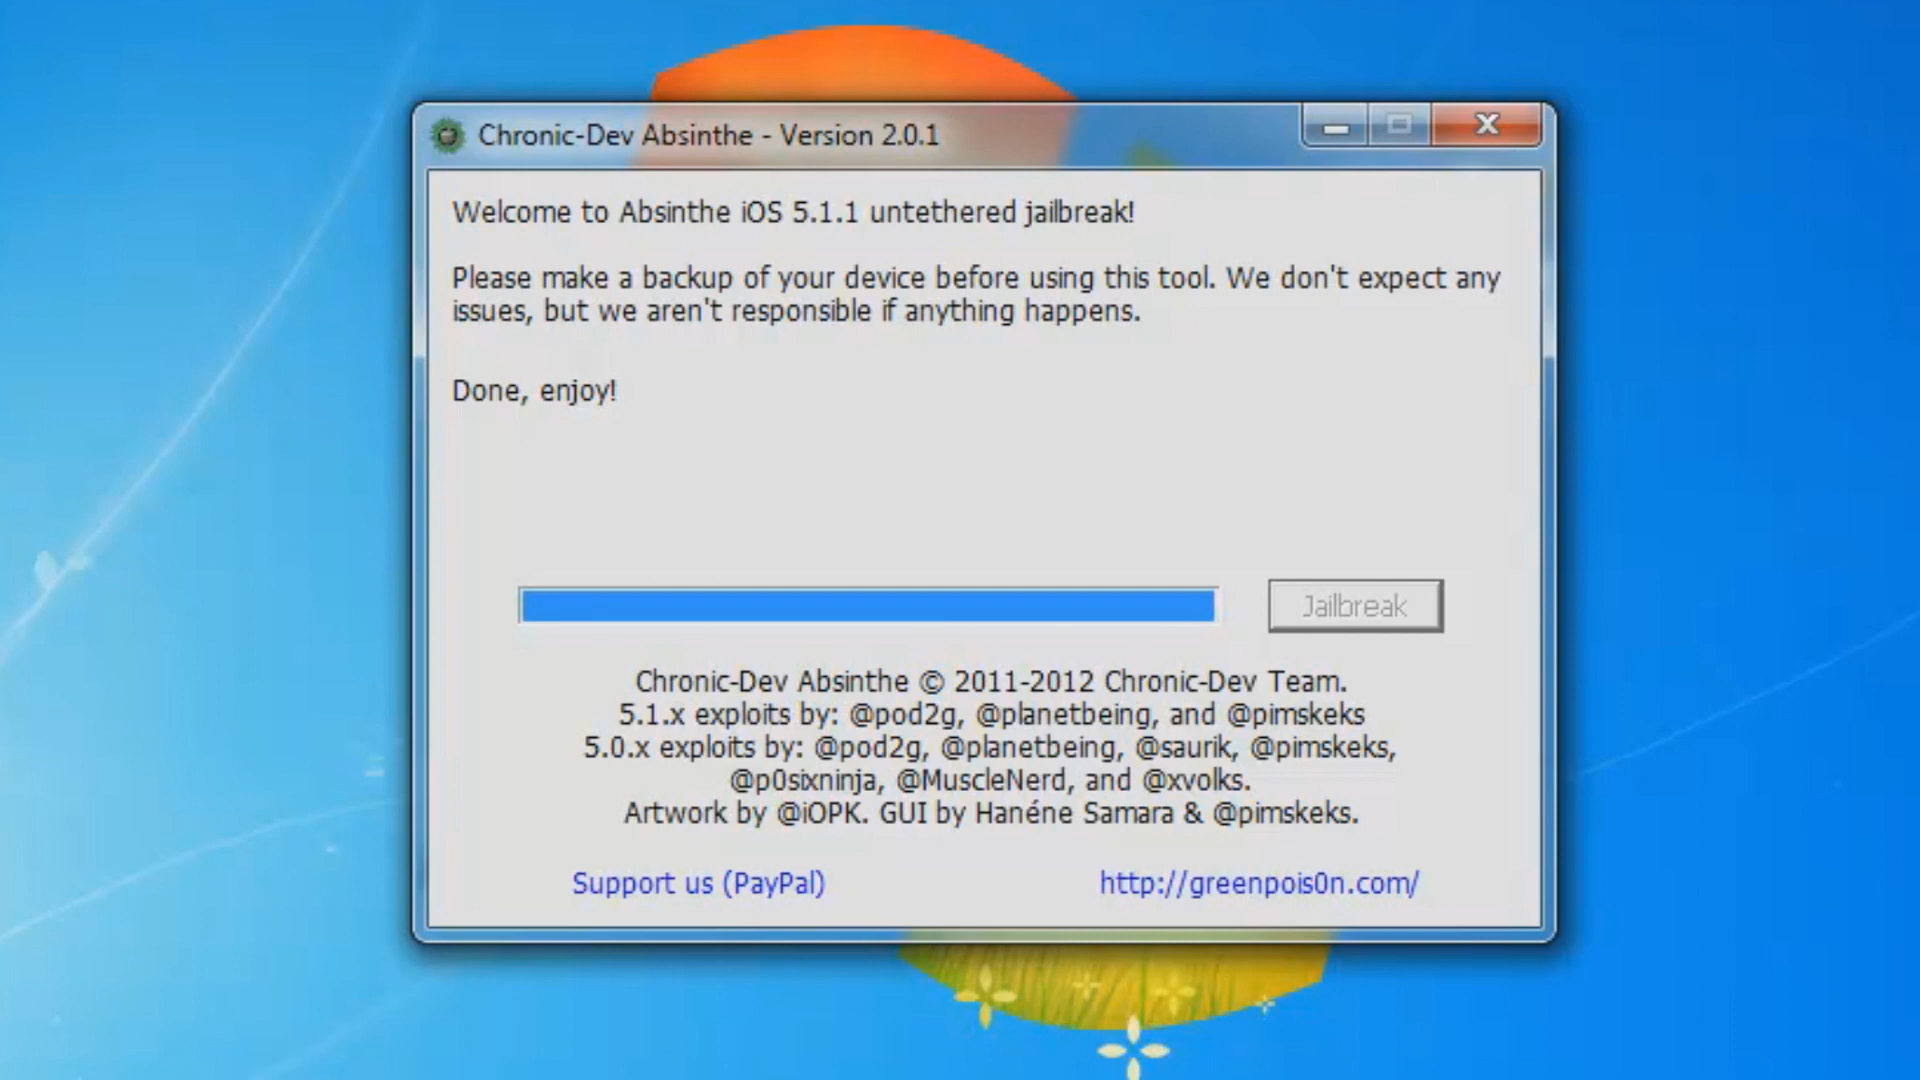 Chronic-Dev Absinthe - Version 2.0.1
Welcome to Absinthe iOS 5.1.1 untethered jailbreak!
Please make a backup of your device before using this tool. We don't expect any
issues, but we aren't responsible if anything happens.
Done, enjoy!
Jailbreak
Chronic-Dev Absinthe © 2011-2012 Chronic-Dev Team.
5.1.x exploits by: @pod2g, @planetbeing, and @pimskeks
5.0.x exploits by: @pod2g, @planetbeing, @saurik, @pimskeks,
@p0sixninja, @MuscleNerd, and @xvolks.
Artwork by @iOPK. GUI by Hanéne Samara & @pimskeks.
Support us (PayPal)
http://greenpois0n.com/